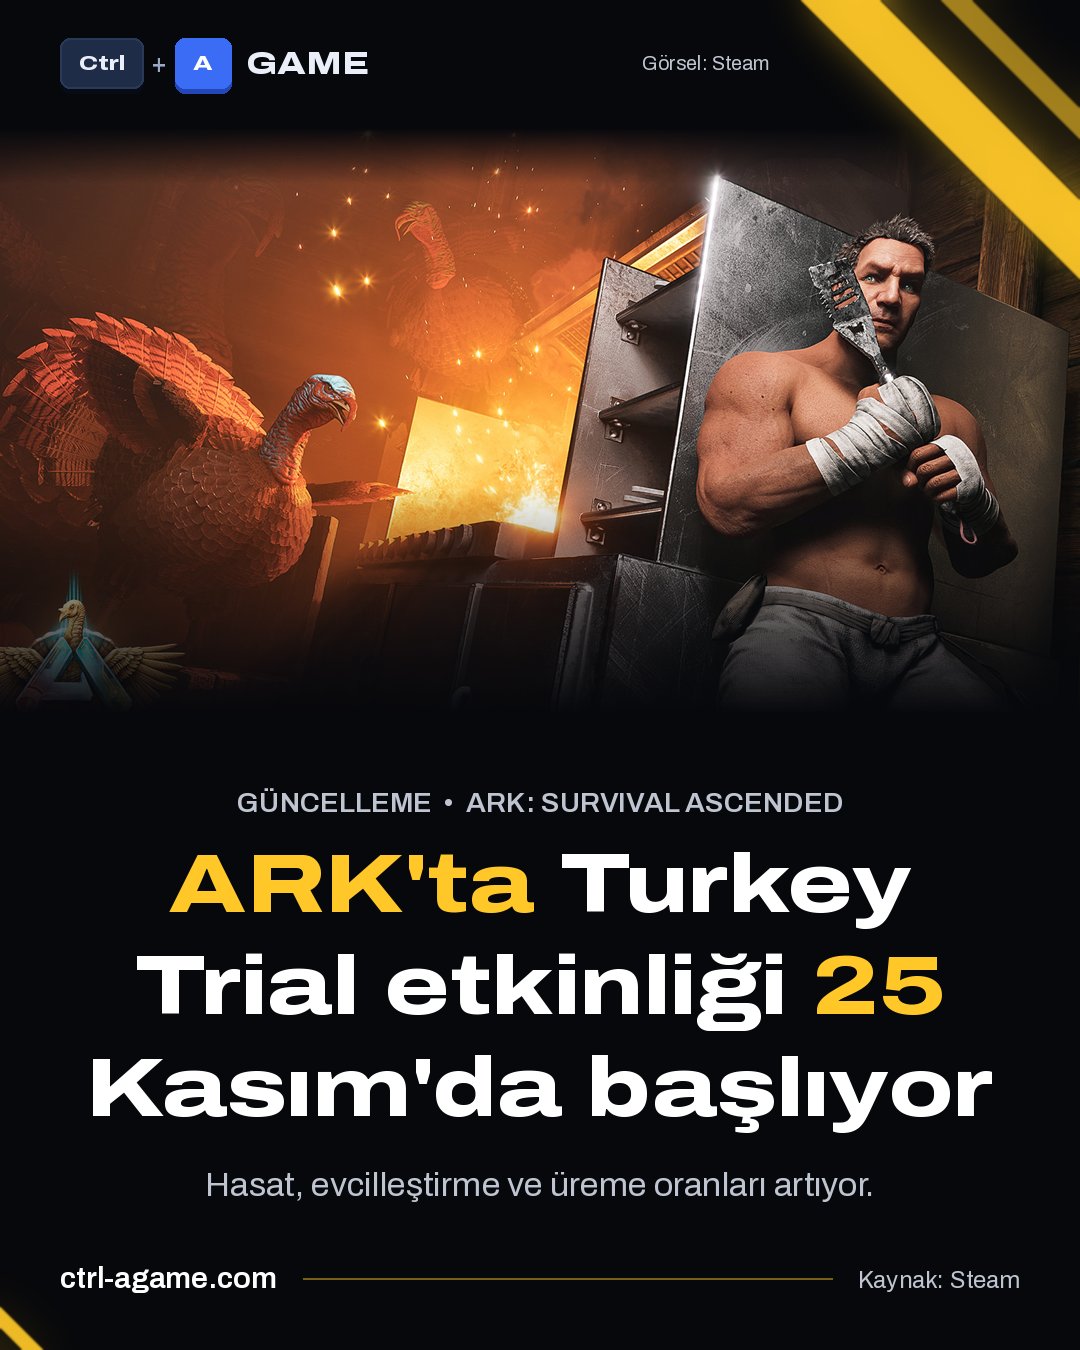 Ctrl + A GAME
Görsel: Steam
GÜNCELLEME • ARK: SURVIVAL ASCENDED
ARK'ta Turkey
Trial etkinliği 25
Kasım'da başlıyor
Hasat, evcilleştirme ve üreme oranları artıyor.
ctrl-agame.com
Kaynak: Steam